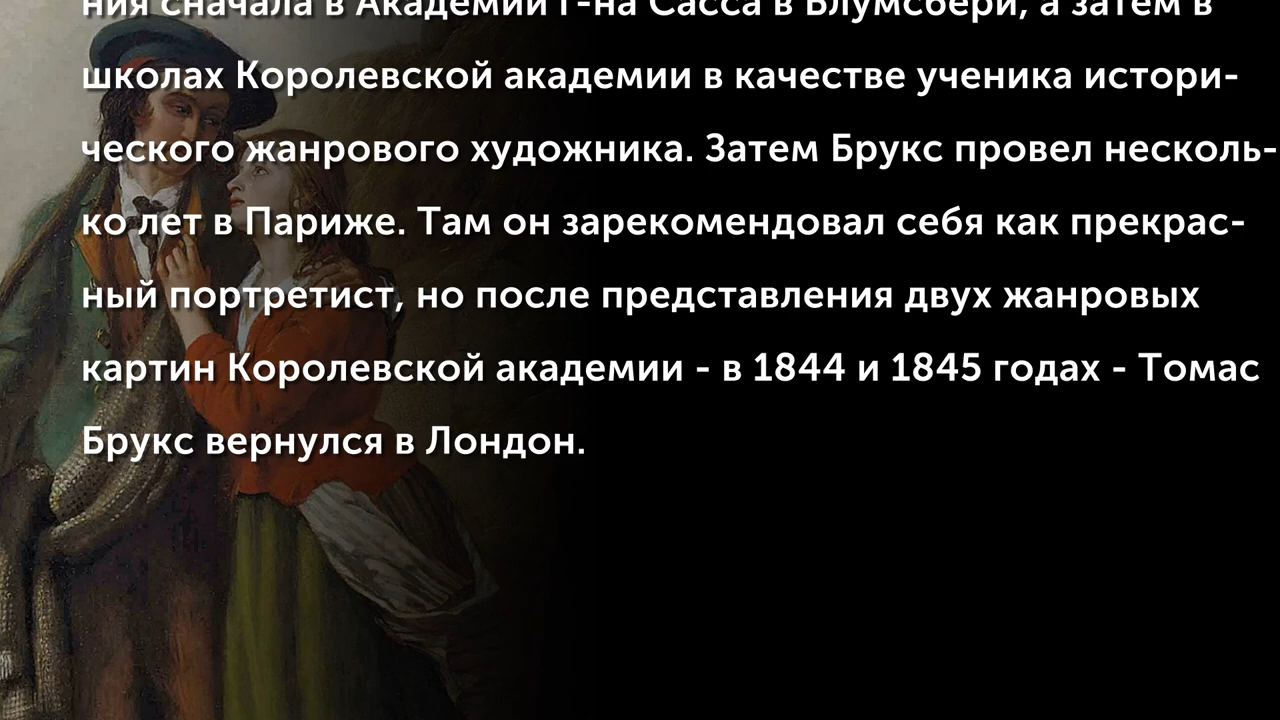 ния сначала в Академии г-на Сасса в Блумсбери, а затем в
школах Королевской академии в качестве ученика истори-
ческого жанрового художника. Затем Брукс провел несколь-
ко лет в Париже. Там он зарекомендовал себя как прекрас-
ный портретист, но после представления двух жанровых
картин Королевской академии - в 1844 и 1845 годах - Томас
Брукс вернулся в Лондон.